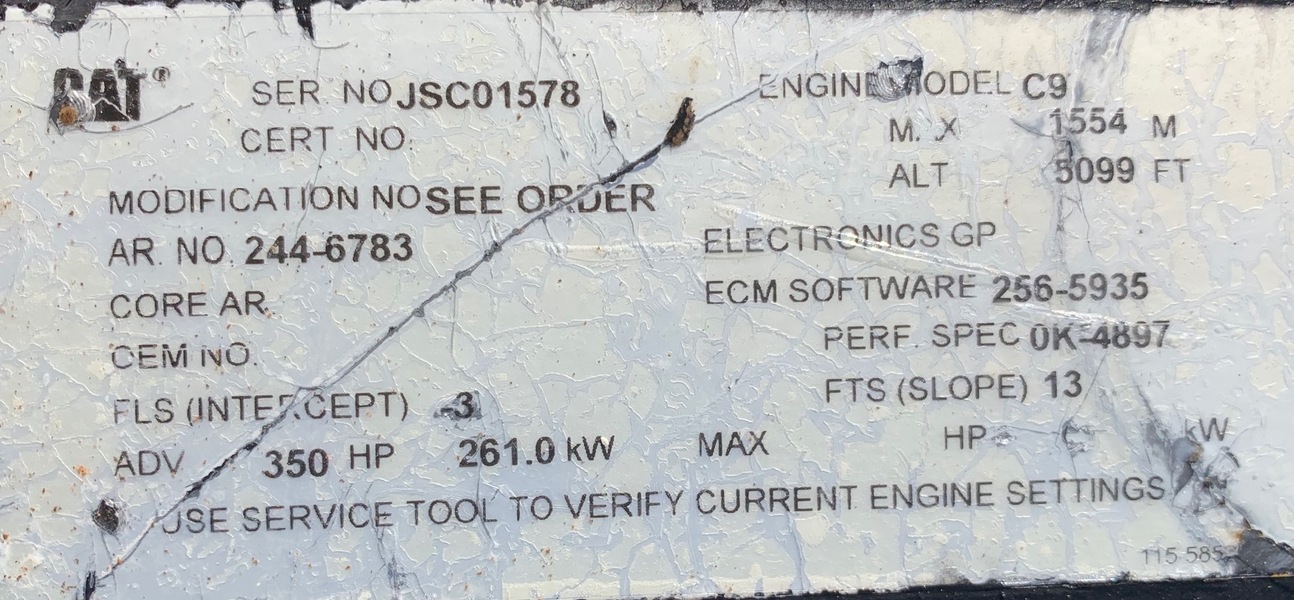 CAT®
SER NO JSC01578
CERT NO.
MODIFICATION NO SEE ORDER
AR. NO. 244-6783
CORE AR.
CEM NO.
FLS (INTERCEPT) -3
ADV 350 HP 261.0 kW
ENGINE MODEL C9
MAX 1554 M
ALT 5099 FT
ELECTRONICS GP
ECM SOFTWARE 256-5935
PERF. SPEC 0K-4897
FTS (SLOPE) 13
MAX HP kW
USE SERVICE TOOL TO VERIFY CURRENT ENGINE SETTINGS